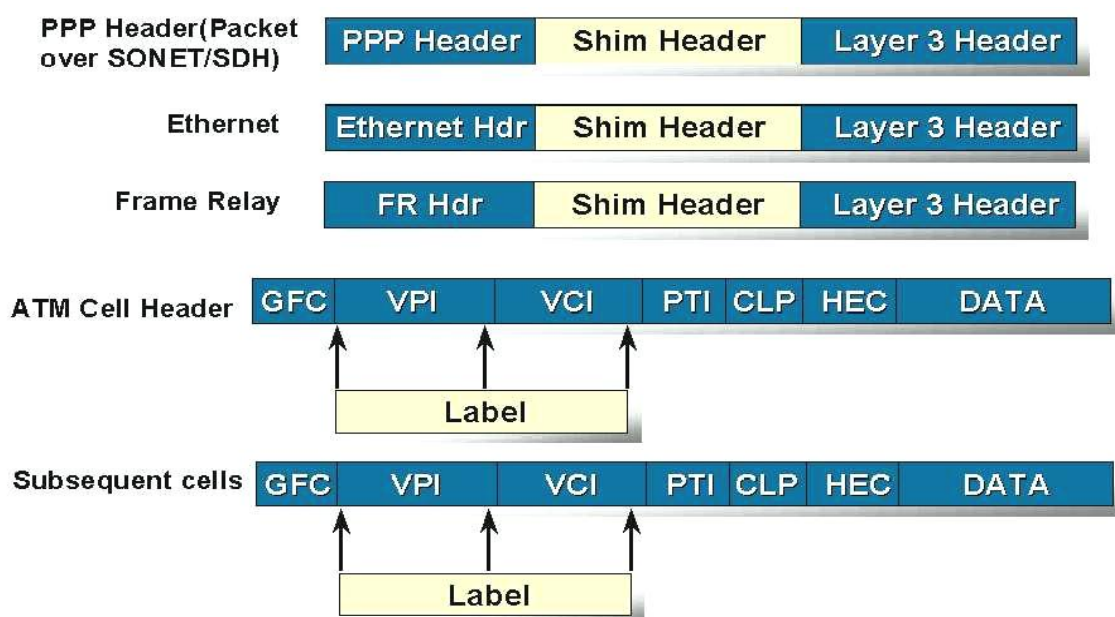 PPP Header(Packet
over SONET/SDH)
PPP Header Shim Header Layer 3 Header
Ethernet
Ethernet Hdr Shim Header Layer 3 Header
Frame Relay
FR Hdr Shim Header Layer 3 Header
ATM Cell Header
GFC VPI VCI PTI CLP HEC DATA
Label
Subsequent cells
GFC VPI VCI PTI CLP HEC DATA
Label